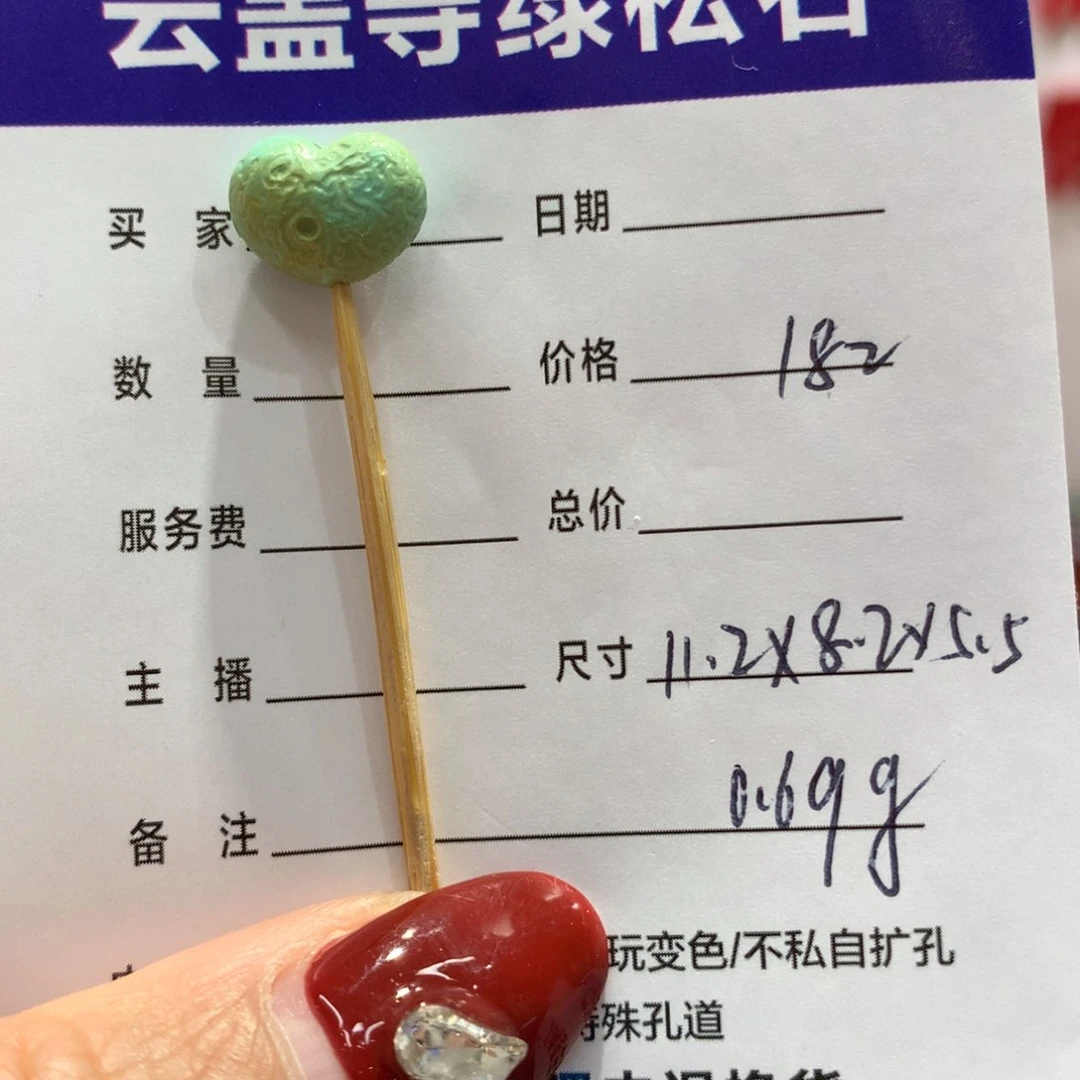 云盖寺绿松石
买 家 日期
数 量 价格 182
服务费 总价
主 播 尺寸 11.2X8.2X5.5
备 注 0.69g
玩变色/不私自扩孔
特殊孔道